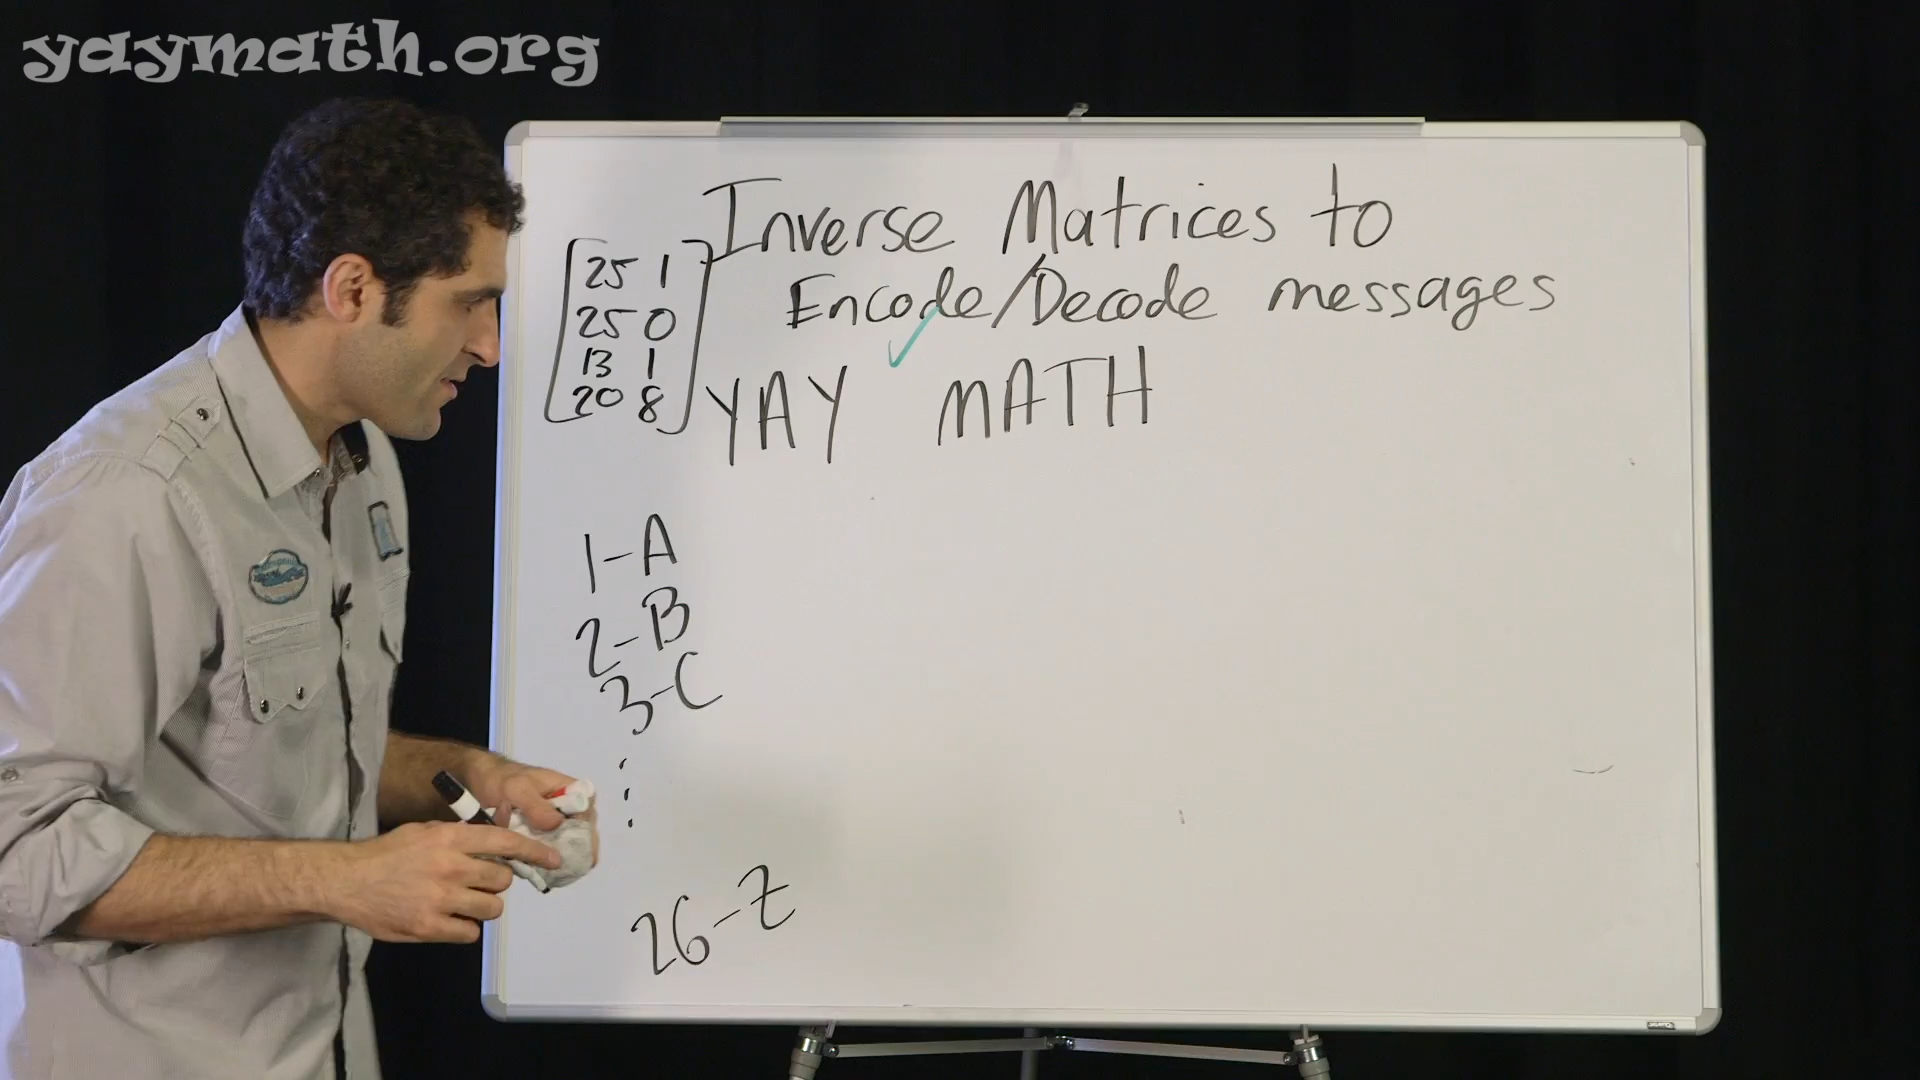 yaymath.org
Inverse Matrices to
Encode/Decode messages
25 1
25 0
13 1
20 8
YAY MATH
1-A
2-B
3-C
⋮
26-Z